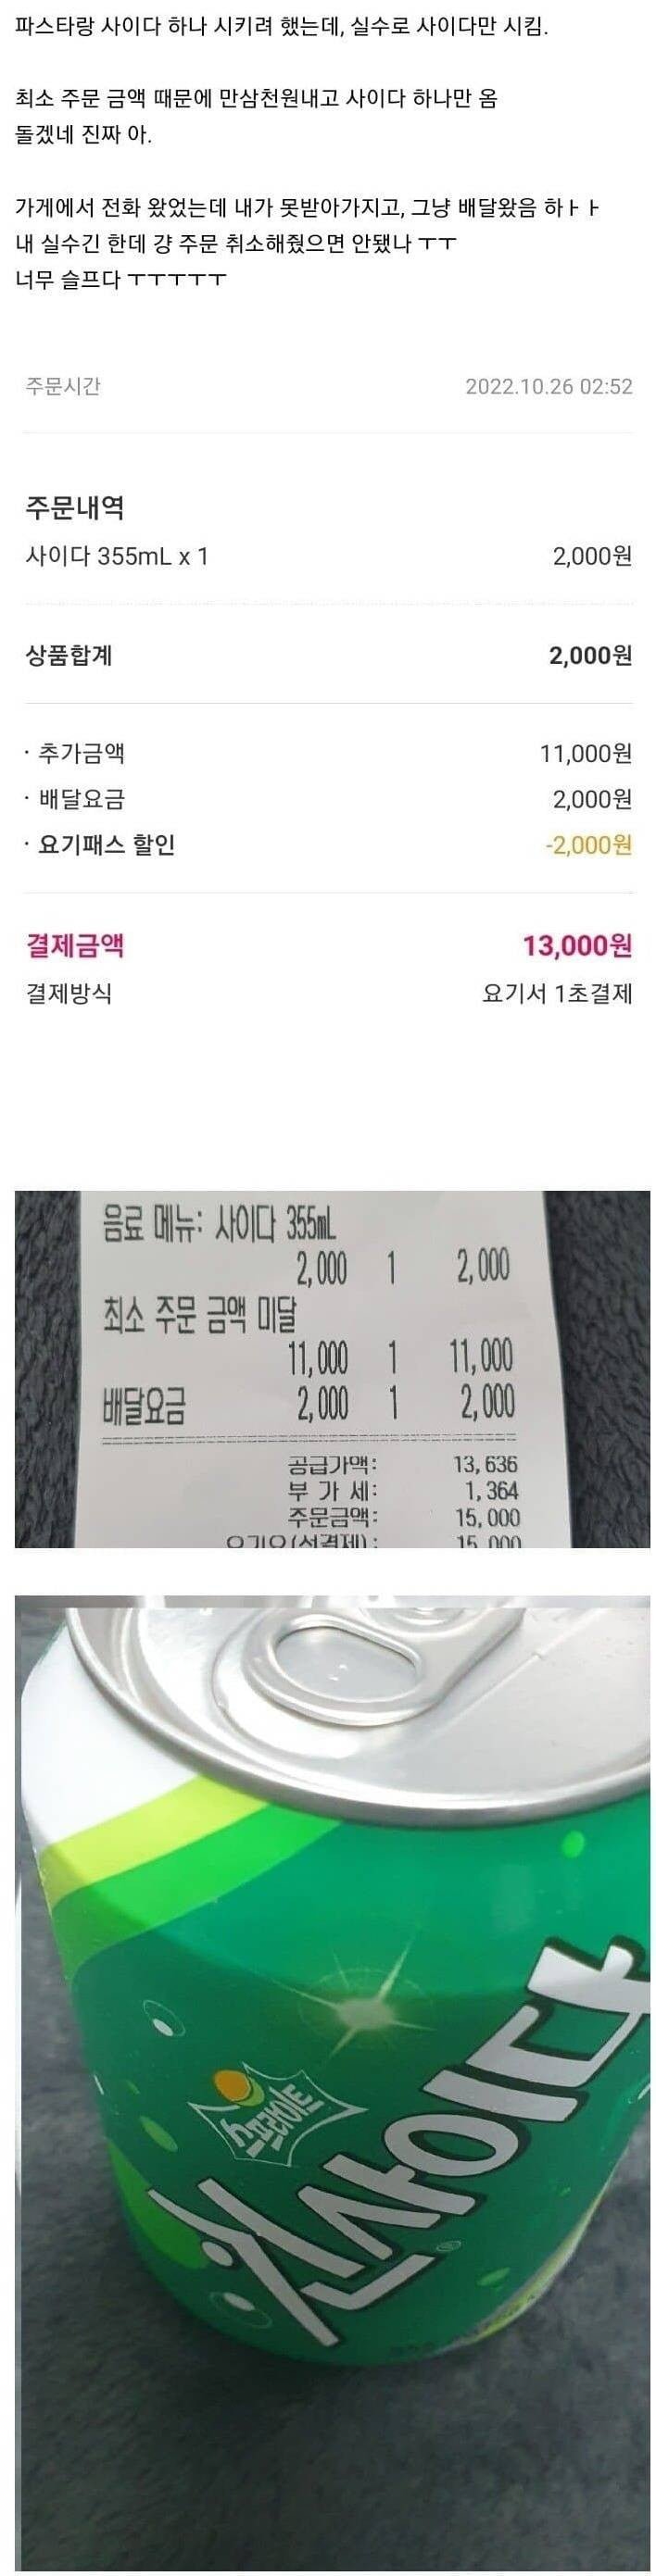 파스타랑 사이다 하나 시키려 했는데, 실수로 사이다만 시킴.
최소 주문 금액 때문에 만삼천원내고 사이다 하나만 옴
돌겠네 진짜 아.
가게에서 전화 왔었는데 내가 못받아가지고, 그냥 배달왔음 하ㅏㅏ
내 실수긴 한데 걍 주문 취소해줬으면 안됐나 ㅜㅜ
너무 슬프다 ㅜㅜㅜㅜㅜ
주문시간 2022.10.26 02:52
주문내역
사이다 355mL x 1 2,000원
상품합계 2,000원
· 추가금액 11,000원
· 배달요금 2,000원
· 요기패스 할인 -2,000원
결제금액 13,000원
결제방식 요기서 1초결제
음료 메뉴: 사이다 355mL
2,000 1 2,000
최소 주문 금액 미달
11,000 1 11,000
배달요금 2,000 1 2,000
공급가액: 13,636
부 가 세: 1,364
주문금액: 15,000
요기요(선결제): 15,000
스프라이트
사이다